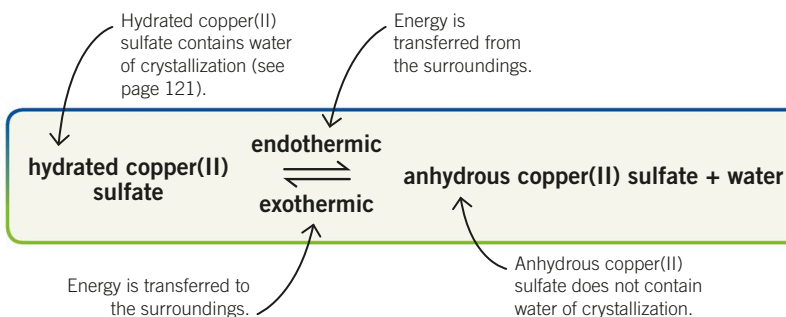 Hydrated copper(II)
sulfate contains water
of crystallization (see
page 121).
Energy is
transferred from
the surroundings.
hydrated copper(II)
sulfate
endothermic
exothermic
anhydrous copper(II) sulfate + water
Energy is transferred to
the surroundings.
Anhydrous copper(II)
sulfate does not contain
water of crystallization.